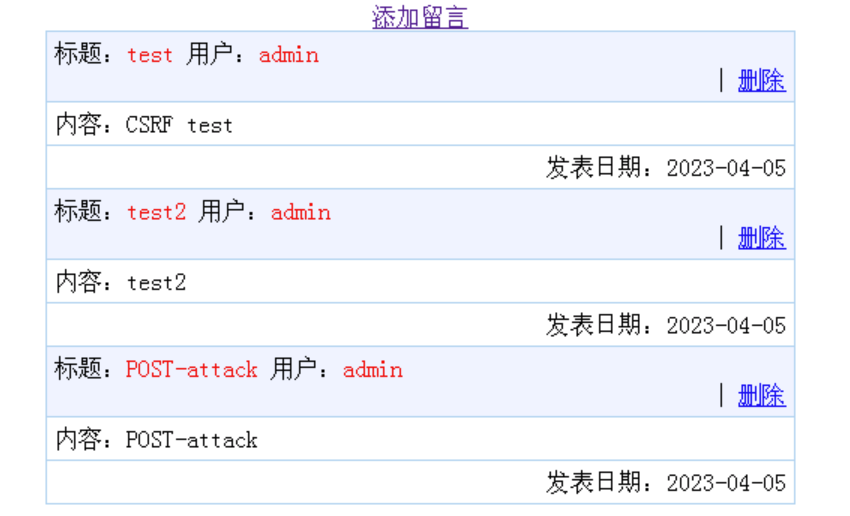 添加留言
标题：test 用户：admin
| 删除
内容：CSRF test
发表日期：2023-04-05
标题：test2 用户：admin
| 删除
内容：test2
发表日期：2023-04-05
标题：POST-attack 用户：admin
| 删除
内容：POST-attack
发表日期：2023-04-05